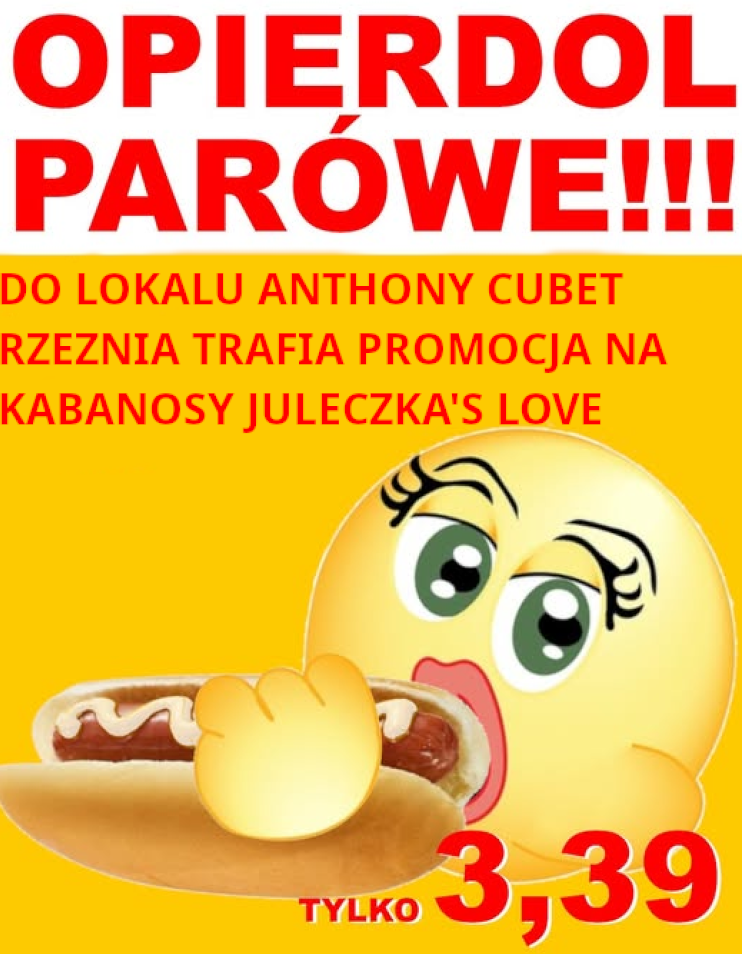 OPIERDOL
PARÓWE!!!
DO LOKALU ANTHONY CUBET
RZEZNIA TRAFIA PROMOCJA NA
KABANOSY JULECZKA'S LOVE
TYLKO 3,39